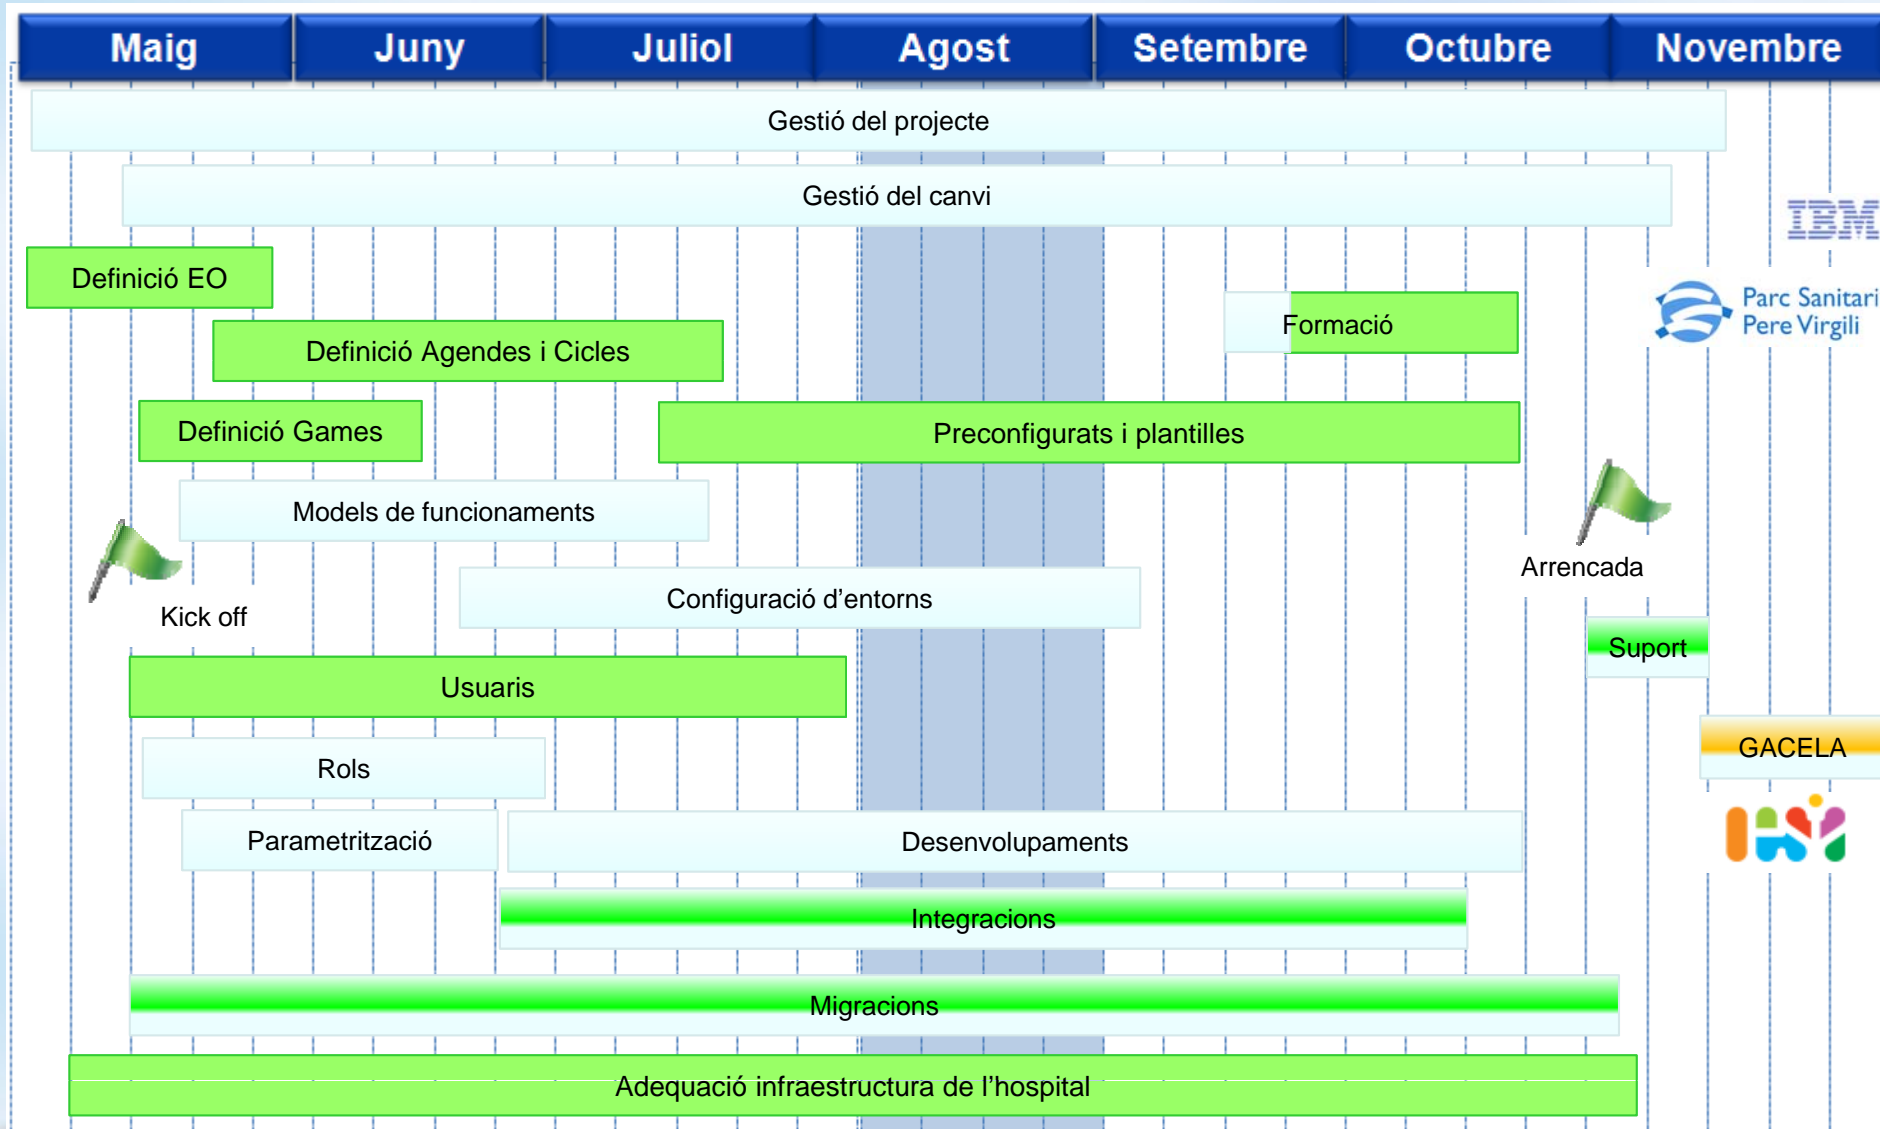 Maig
Juny
Juliol
Agost
Setembre
Octubre
Novembre
Gestió del projecte
Gestió del canvi
IBM
Definició EO
Parc Sanitari
Pere Virgili
Formació
Definició Agendes i Cicles
Definició Games
Preconfigurats i plantilles
Models de funcionaments
Arrencada
Kick off
Configuració d’entorns
Suport
Usuaris
GACELA
Rols
Parametrització
Desenvolupaments
Integracions
Migracions
Adequació infraestructura de l’hospital